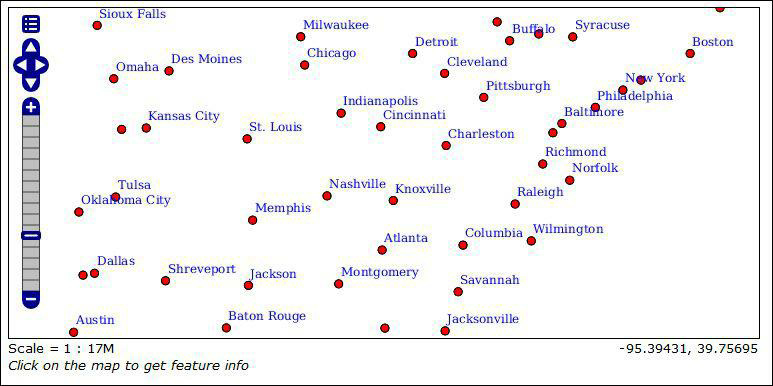 Sioux Falls
Milwaukee
Buffalo
Syracuse
Detroit
Boston
Chicago
Des Moines
Cleveland
Omaha
New York
Pittsburgh
Philadelphia
Indianapolis
Baltimore
Kansas City
Cincinnati
St. Louis
Charleston
Richmond
Norfolk
Tulsa
Nashville
Knoxville
Raleigh
Oklahoma City
Memphis
Wilmington
Columbia
Atlanta
Dallas
Shreveport
Montgomery
Jackson
Savannah
Baton Rouge
Jacksonville
Austin
Scale = 1 : 17M
-95.39431, 39.75695
Click on the map to get feature info